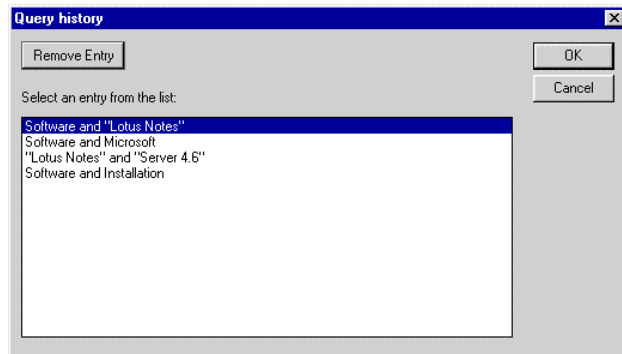 Query history
Remove Entry
OK
Cancel
Select an entry from the list:
Software and "Lotus Notes"
Software and Microsoft
"Lotus Notes" and "Server 4.6"
Software and Installation